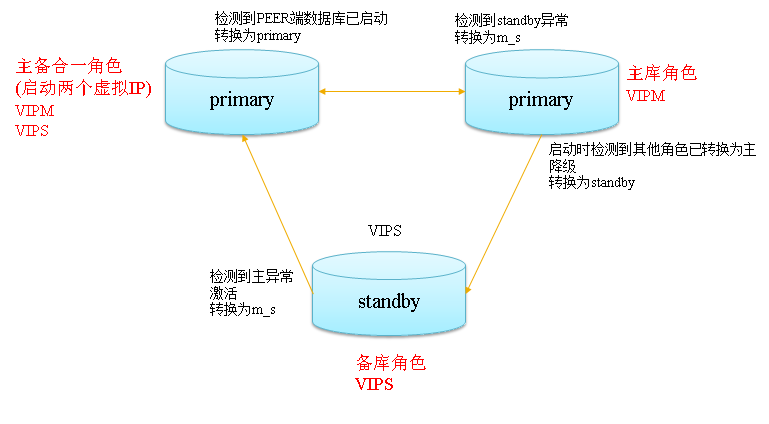 检测到PEER端数据库已启动
转换为primary
检测到standby异常
转换为m_s
主备合一角色
(启动两个虚拟IP)
VIPM
VIPS
primary
primary
主库角色
VIPM
启动时检测到其他角色已转换为主
降级
转换为standby
VIPS
检测到主异常
激活
转换为m_s
standby
备库角色
VIPS